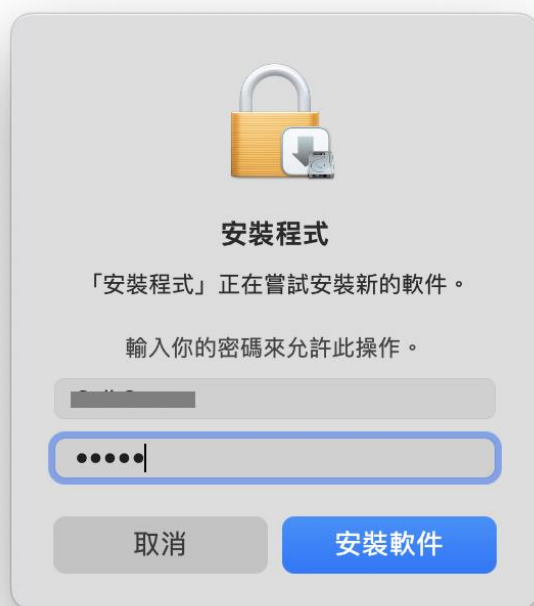 安裝程式
「安裝程式」正在嘗試安裝新的軟件。
輸入你的密碼來允許此操作。
•••••
取消
安裝軟件